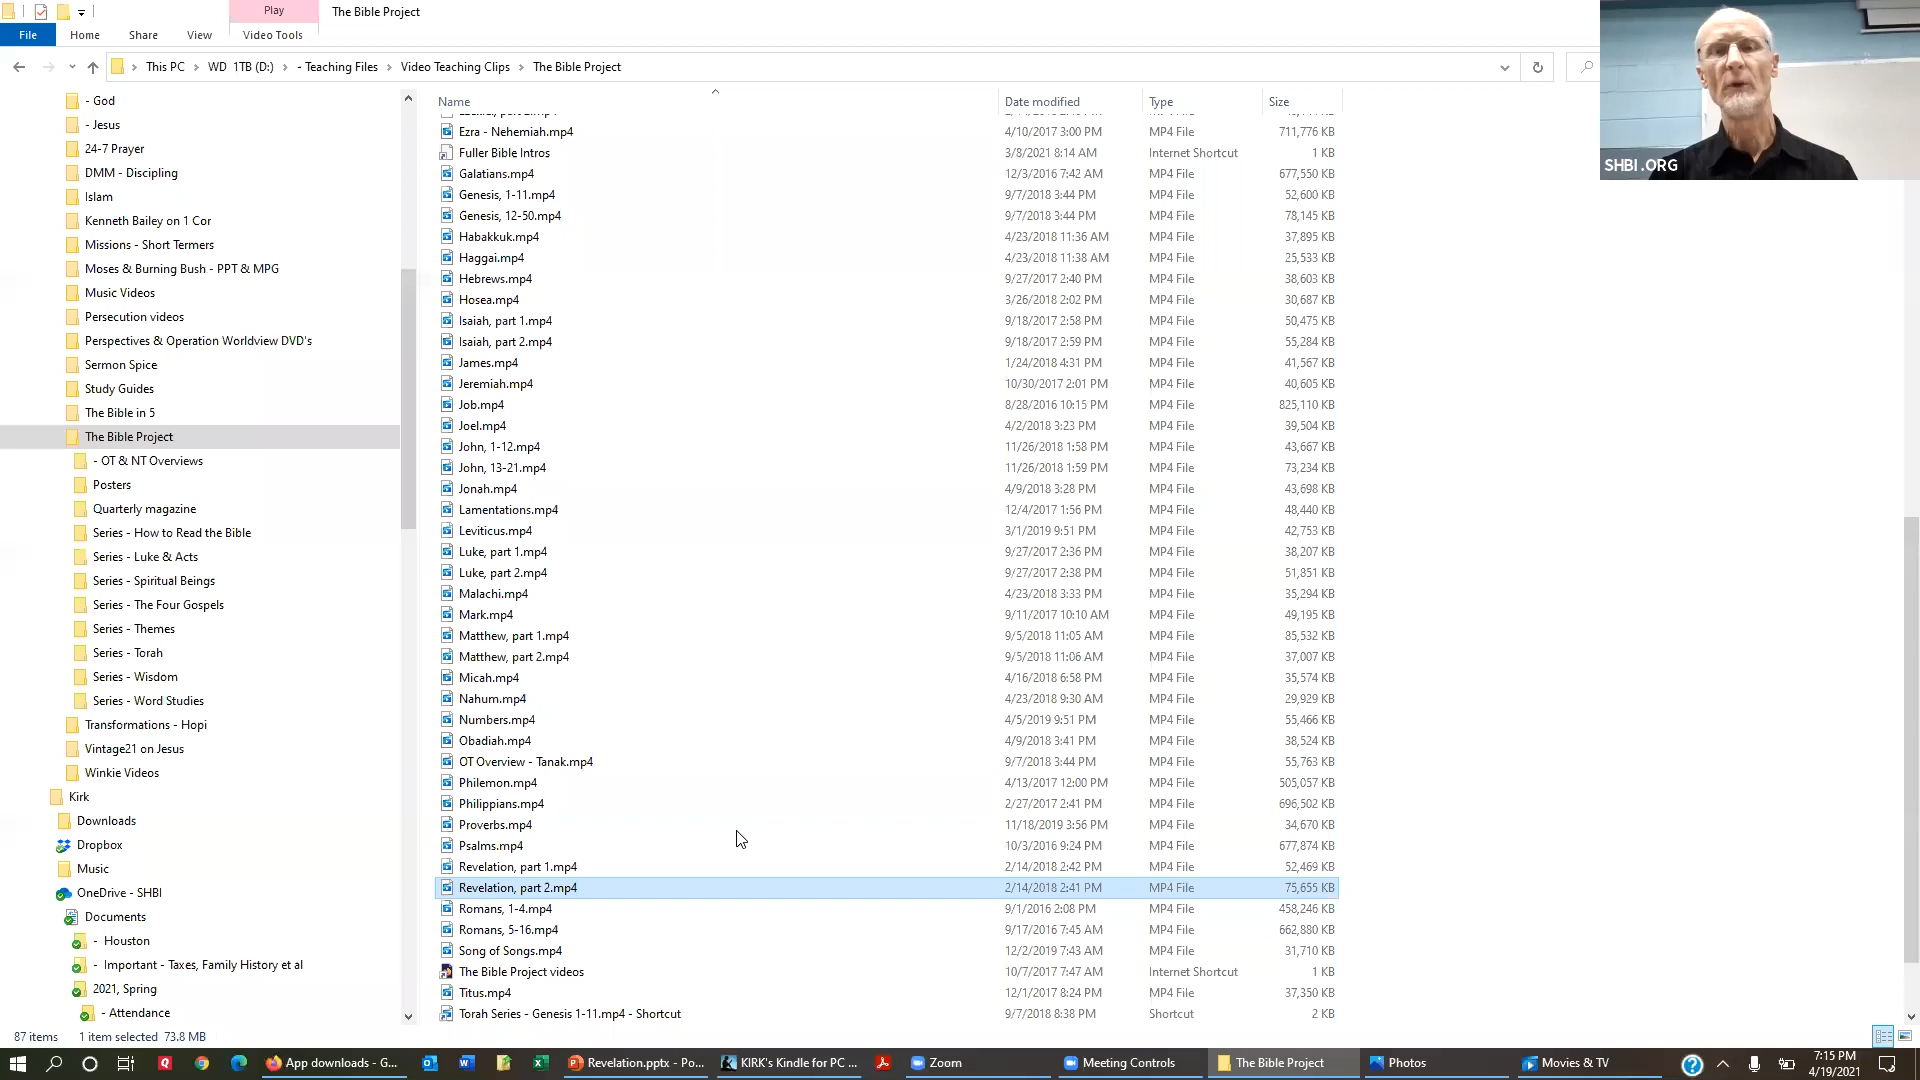 Play
The Bible Project
File
Home
Share
View
Video Tools
This PC > WD 1TB (D:) > - Teaching Files > Video Teaching Clips > The Bible Project
SHBI.ORG
- God
- Jesus
24-7 Prayer
DMM - Discipling
Islam
Kenneth Bailey on 1 Cor
Missions - Short Termers
Moses & Burning Bush - PPT & MPG
Music Videos
Persecution videos
Perspectives & Operation Worldview DVD's
Sermon Spice
Study Guides
The Bible in 5
The Bible Project
- OT & NT Overviews
Posters
Quarterly magazine
Series - How to Read the Bible
Series - Luke & Acts
Series - Spiritual Beings
Series - The Four Gospels
Series - Themes
Series - Torah
Series - Wisdom
Series - Word Studies
Transformations - Hopi
Vintage21 on Jesus
Winkie Videos
Kirk
Downloads
Dropbox
Music
OneDrive - SHBI
Documents
- Houston
- Important - Taxes, Family History et al
2021, Spring
- Attendance
Name Date modified Type Size
Ezra - Nehemiah.mp4 4/10/2017 3:00 PM MP4 File 711,776 KB
Fuller Bible Intros 3/8/2021 8:14 AM Internet Shortcut 1 KB
Galatians.mp4 12/3/2016 7:42 AM MP4 File 677,550 KB
Genesis, 1-11.mp4 9/7/2018 3:44 PM MP4 File 52,600 KB
Genesis, 12-50.mp4 9/7/2018 3:44 PM MP4 File 78,145 KB
Habakkuk.mp4 4/23/2018 11:36 AM MP4 File 37,895 KB
Haggai.mp4 4/23/2018 11:38 AM MP4 File 25,533 KB
Hebrews.mp4 9/27/2017 2:40 PM MP4 File 38,603 KB
Hosea.mp4 3/26/2018 2:02 PM MP4 File 30,687 KB
Isaiah, part 1.mp4 9/18/2017 2:58 PM MP4 File 50,475 KB
Isaiah, part 2.mp4 9/18/2017 2:59 PM MP4 File 55,284 KB
James.mp4 1/24/2018 4:31 PM MP4 File 41,567 KB
Jeremiah.mp4 10/30/2017 2:01 PM MP4 File 40,605 KB
Job.mp4 8/28/2016 10:15 PM MP4 File 825,110 KB
Joel.mp4 4/2/2018 3:23 PM MP4 File 39,504 KB
John, 1-12.mp4 11/26/2018 1:58 PM MP4 File 43,667 KB
John, 13-21.mp4 11/26/2018 1:59 PM MP4 File 73,234 KB
Jonah.mp4 4/9/2018 3:28 PM MP4 File 43,698 KB
Lamentations.mp4 12/4/2017 1:56 PM MP4 File 48,440 KB
Leviticus.mp4 3/1/2019 9:51 PM MP4 File 42,753 KB
Luke, part 1.mp4 9/27/2017 2:36 PM MP4 File 38,207 KB
Luke, part 2.mp4 9/27/2017 2:38 PM MP4 File 51,851 KB
Malachi.mp4 4/23/2018 3:33 PM MP4 File 35,294 KB
Mark.mp4 9/11/2017 10:10 AM MP4 File 49,195 KB
Matthew, part 1.mp4 9/5/2018 11:05 AM MP4 File 85,532 KB
Matthew, part 2.mp4 9/5/2018 11:06 AM MP4 File 37,007 KB
Micah.mp4 4/16/2018 6:58 PM MP4 File 35,574 KB
Nahum.mp4 4/23/2018 9:30 AM MP4 File 29,929 KB
Numbers.mp4 4/5/2019 9:51 PM MP4 File 55,466 KB
Obadiah.mp4 4/9/2018 3:41 PM MP4 File 38,524 KB
OT Overview - Tanak.mp4 9/7/2018 3:44 PM MP4 File 55,763 KB
Philemon.mp4 4/13/2017 12:00 PM MP4 File 505,057 KB
Philippians.mp4 2/27/2017 2:41 PM MP4 File 696,502 KB
Proverbs.mp4 11/18/2019 3:56 PM MP4 File 34,670 KB
Psalms.mp4 10/3/2016 9:24 PM MP4 File 677,874 KB
Revelation, part 1.mp4 2/14/2018 2:42 PM MP4 File 52,469 KB
Revelation, part 2.mp4 2/14/2018 2:41 PM MP4 File 75,655 KB
Romans, 1-4.mp4 9/1/2016 2:08 PM MP4 File 458,246 KB
Romans, 5-16.mp4 9/17/2016 7:45 AM MP4 File 662,880 KB
Song of Songs.mp4 12/2/2019 7:43 AM MP4 File 31,710 KB
The Bible Project videos 10/7/2017 7:47 AM Internet Shortcut 1 KB
Titus.mp4 12/1/2017 8:24 PM MP4 File 37,350 KB
Torah Series - Genesis 1-11.mp4 - Shortcut 9/7/2018 8:38 PM Shortcut 2 KB
87 items 1 item selected 73.8 MB
App downloads - G...
Revelation.pptx - Po...
KIRK's Kindle for PC ...
Zoom
Meeting Controls
The Bible Project
Photos
Movies & TV
7:15 PM
4/19/2021